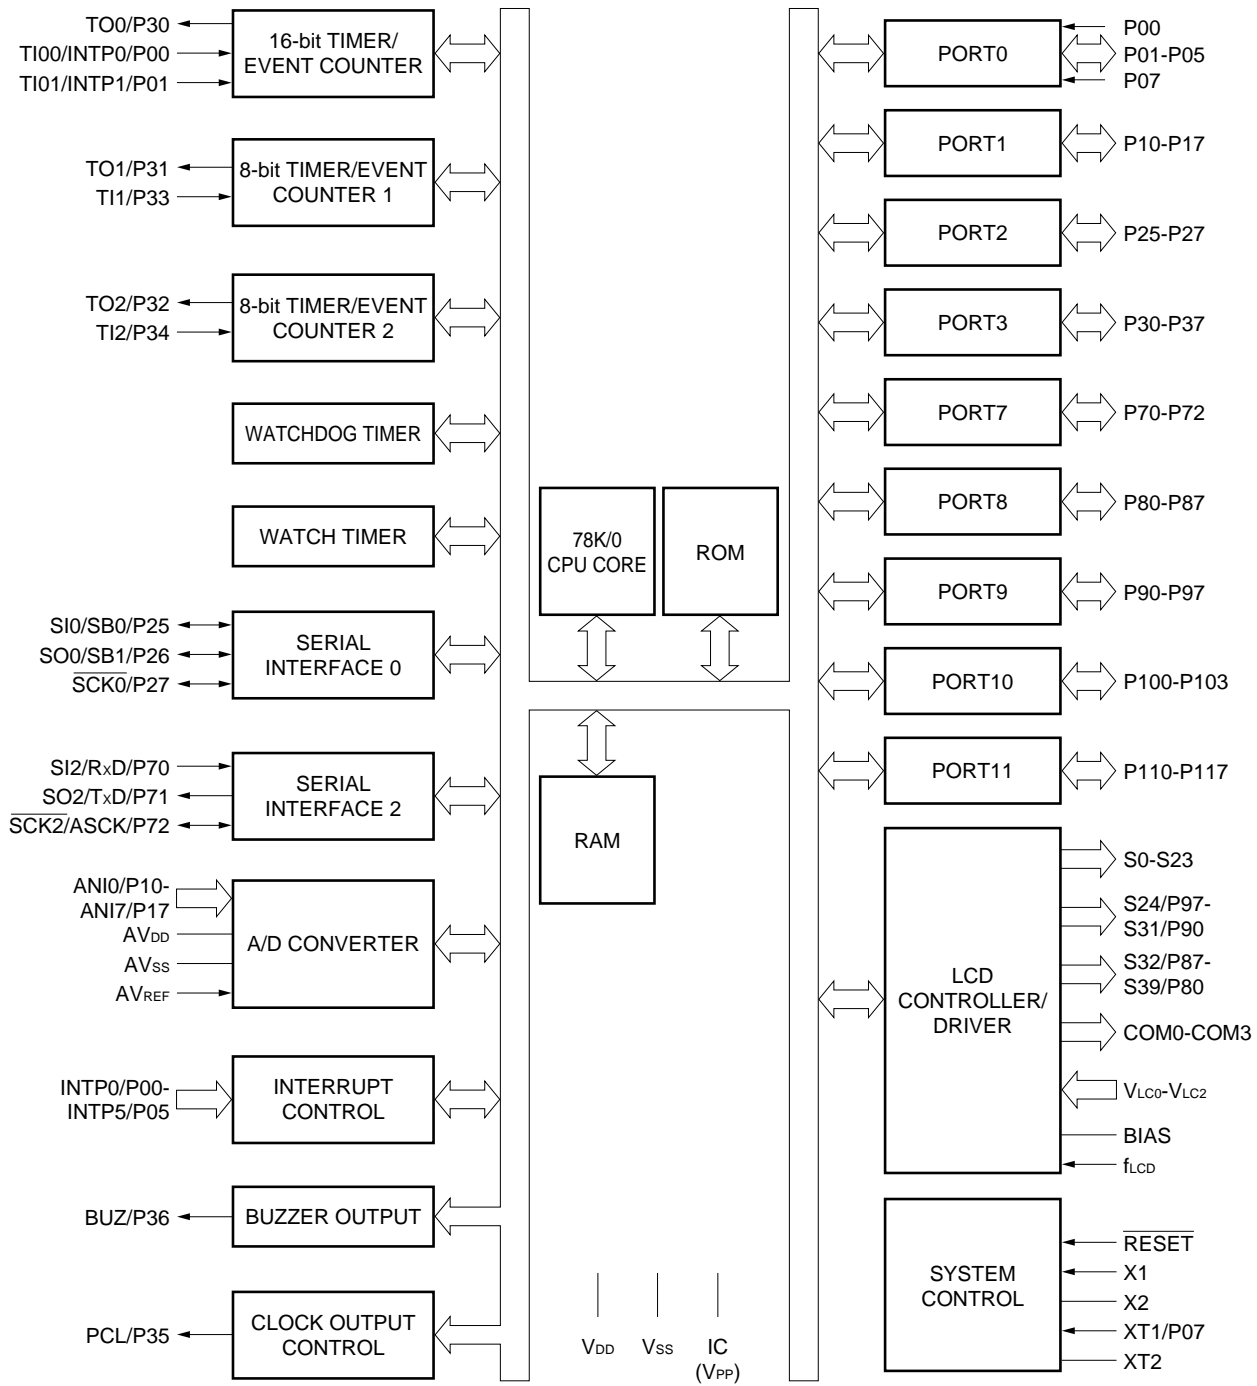 TO0/P30
TI00/INTP0/P00
TI01/INTP1/P01
16-bit TIMER/
EVENT COUNTER
TO1/P31
TI1/P33
8-bit TIMER/EVENT
COUNTER 1
TO2/P32
TI2/P34
8-bit TIMER/EVENT
COUNTER 2
WATCHDOG TIMER
WATCH TIMER
SI0/SB0/P25
SO0/SB1/P26
SCK0/P27
SERIAL
INTERFACE 0
SI2/RxD/P70
SO2/TxD/P71
SCK2/ASCK/P72
SERIAL
INTERFACE 2
ANI0/P10-
ANI7/P17
AVDD
AVSS
AVREF
A/D CONVERTER
INTP0/P00-
INTP5/P05
INTERRUPT
CONTROL
BUZ/P36
BUZZER OUTPUT
PCL/P35
CLOCK OUTPUT
CONTROL
78K/0
CPU CORE
ROM
RAM
VDD
VSS
IC
(VPP)
PORT0
P00
P01-P05
P07
PORT1
P10-P17
PORT2
P25-P27
PORT3
P30-P37
PORT7
P70-P72
PORT8
P80-P87
PORT9
P90-P97
PORT10
P100-P103
PORT11
P110-P117
LCD
CONTROLLER/
DRIVER
S0-S23
S24/P97-
S31/P90
S32/P87-
S39/P80
COM0-COM3
VLC0-VLC2
BIAS
fLCD
SYSTEM
CONTROL
RESET
X1
X2
XT1/P07
XT2